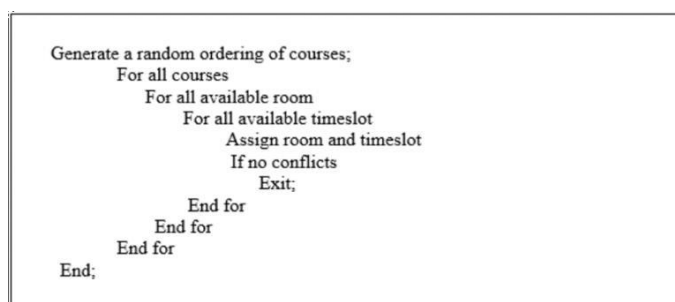 Generate a random ordering of courses;
For all courses
For all available room
For all available timeslot
Assign room and timeslot
If no conflicts
Exit;
End for
End for
End for
End;